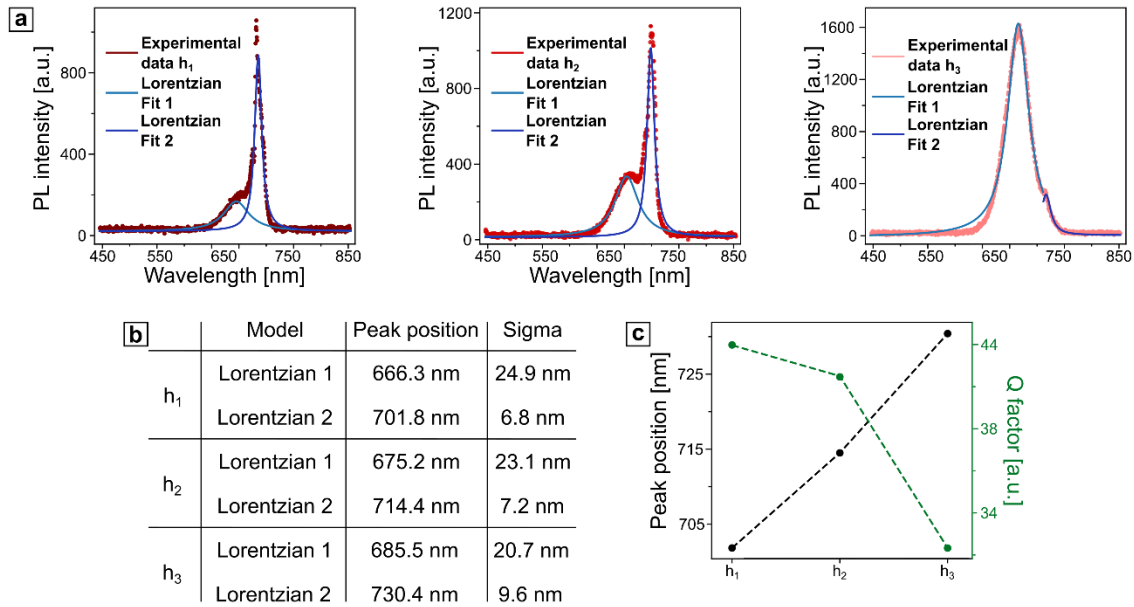 a
PL intensity [a.u.]
800
400
0
Experimental
data h₁
Lorentzian
Fit 1
Lorentzian
Fit 2
450 550 650 750 850
Wavelength [nm]
PL intensity [a.u.]
1200
800
400
0
Experimental
data h₂
Lorentzian
Fit 1
Lorentzian
Fit 2
450 550 650 750 850
Wavelength [nm]
PL intensity [a.u.]
1600
1200
800
400
0
Experimental
data h₃
Lorentzian
Fit 1
Lorentzian
Fit 2
450 550 650 750 850
Wavelength [nm]
b
Model Peak position Sigma
h₁
Lorentzian 1 666.3 nm 24.9 nm
Lorentzian 2 701.8 nm 6.8 nm
h₂
Lorentzian 1 675.2 nm 23.1 nm
Lorentzian 2 714.4 nm 7.2 nm
h₃
Lorentzian 1 685.5 nm 20.7 nm
Lorentzian 2 730.4 nm 9.6 nm
c
Peak position [nm]
725
715
705
h₁ h₂ h₃
44
38
34
Q factor [a.u.]